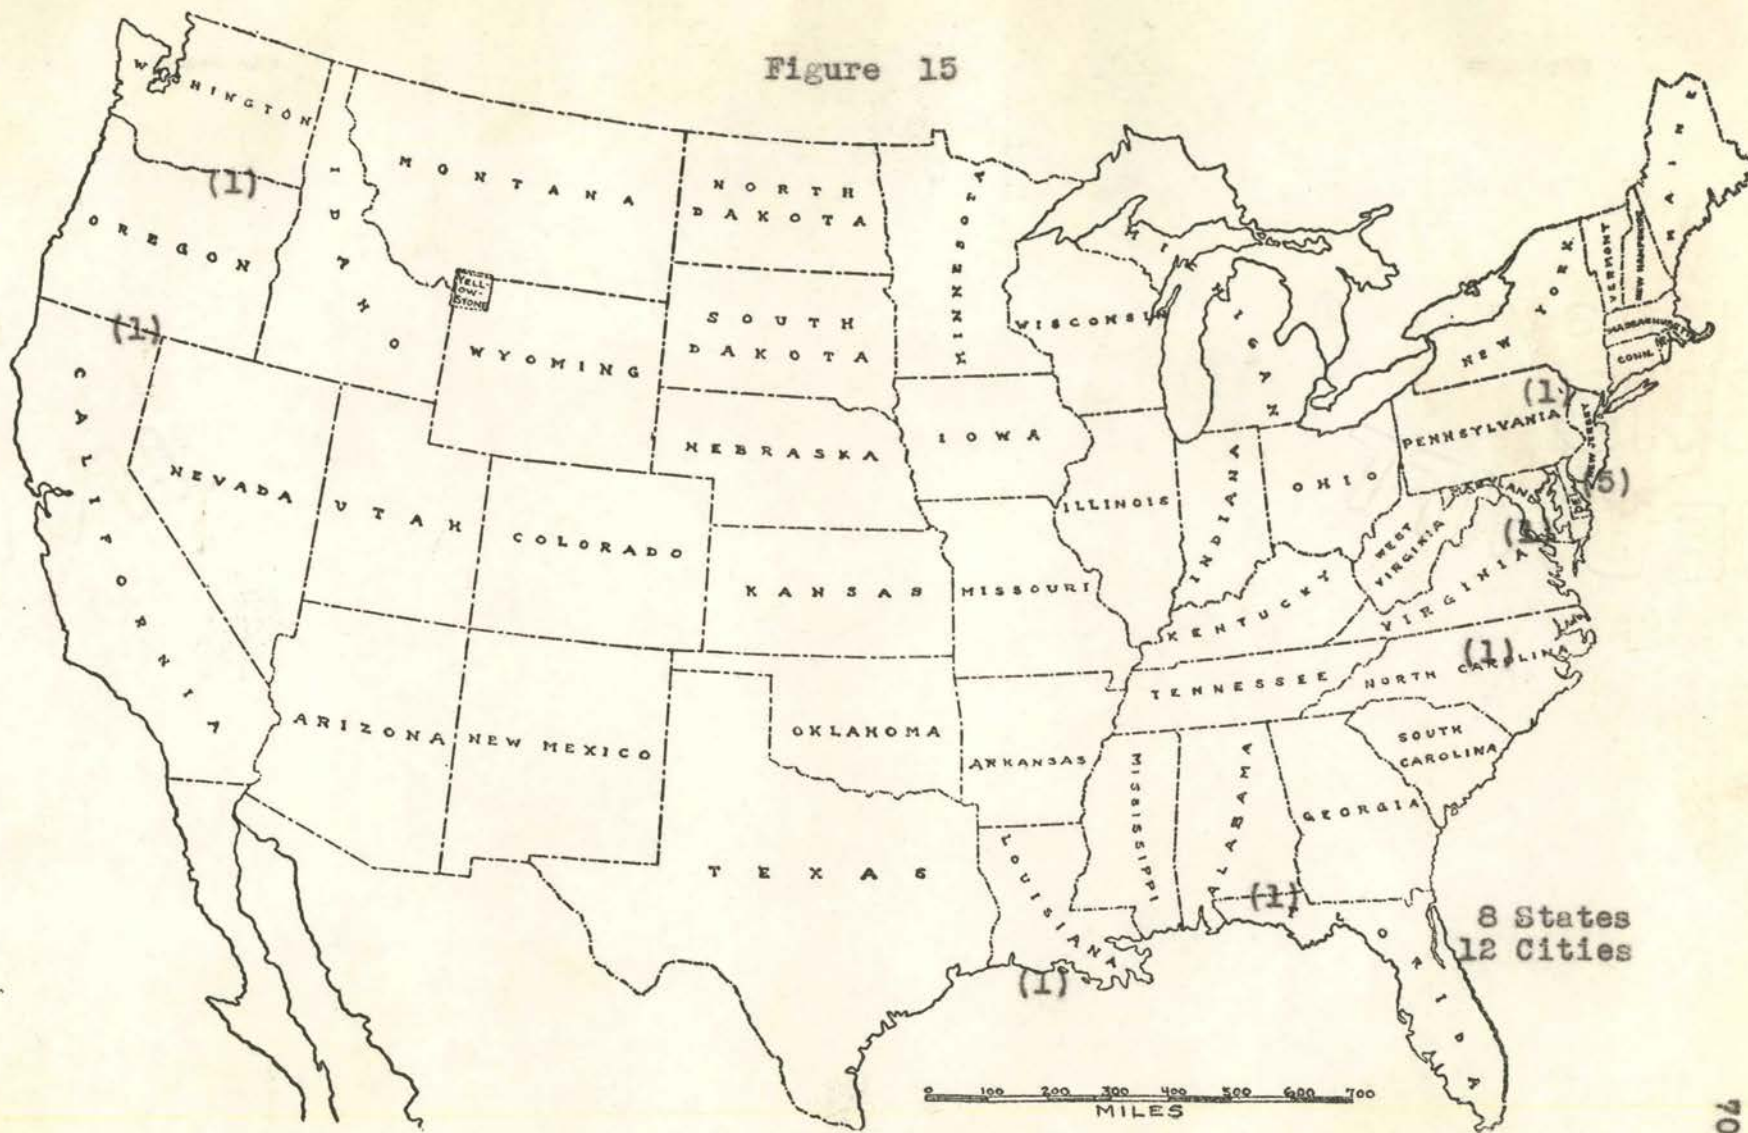 Figure 15
WASHINGTON
(1)
OREGON
IDAHO
MONTANA
NORTH
DAKOTA
MINNESOTA
MICHIGAN
MAINE
VERMONT
NEW HAMPSHIRE
NEW YORK
MASSACHUSETTS
CONN.
YELL-
OW-
STONE
(1)
SOUTH
DAKOTA
WISCONSIN
WYOMING
CALIFORNIA
(1)
PENNSYLVANIA
NEW JERSEY
NEBRASKA
IOWA
NEVADA
UTAH
ILLINOIS
INDIANA
OHIO
MARYLAND
DEL
(5)
COLORADO
WEST
VIRGINIA
KANSAS
MISSOURI
KENTUCKY
VIRGINIA
(1)
TENNESSEE
NORTH CAROLINA
ARIZONA
NEW MEXICO
OKLAHOMA
ARKANSAS
SOUTH
CAROLINA
MISSISSIPPI
ALABAMA
GEORGIA
TEXAS
LOUISIANA
(1)
(1)
FLORIDA
8 States
12 Cities
0 100 200 300 400 500 600 700
MILES
70